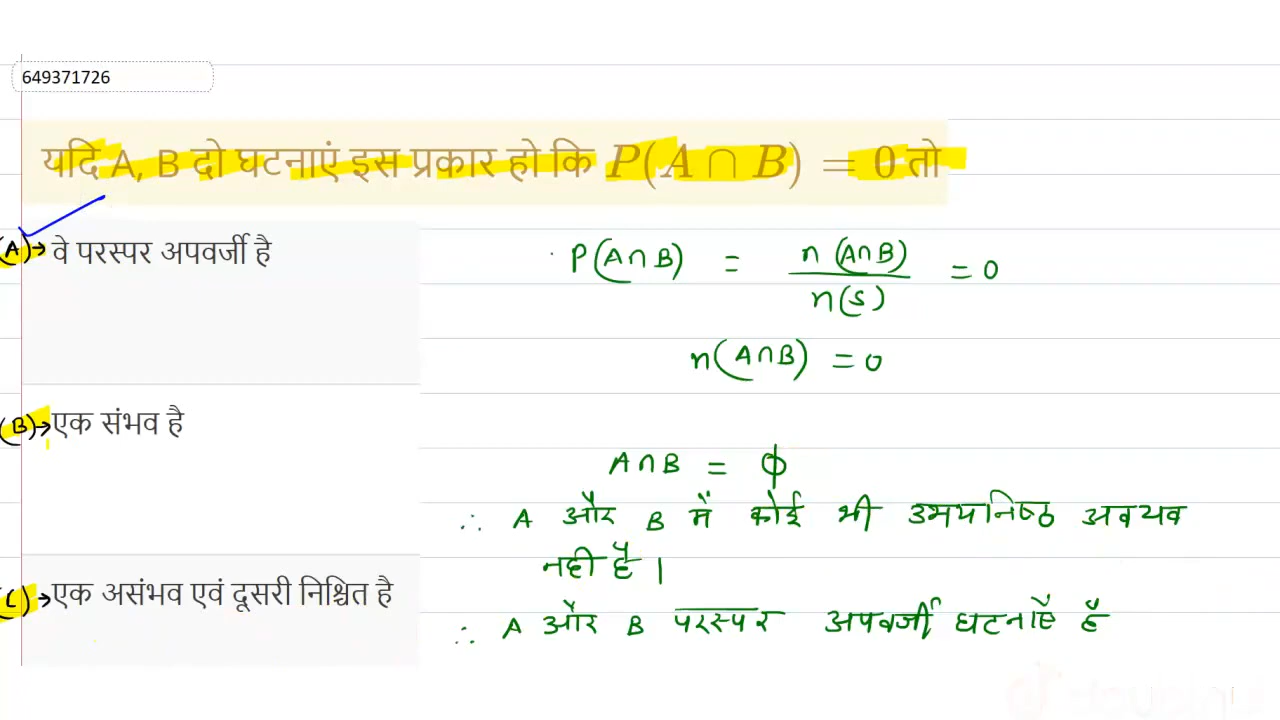 649371726
यदि A, B दो घटनाएं इस प्रकार हो कि P(A ∩ B) = 0 तो
(A)→ वे परस्पर अपवर्जी है
P(A∩B) = n(A∩B) / n(S) = 0
n(A∩B) = 0
(B)→ एक संभव है
A∩B = ϕ
∴ A और B में कोई भी उभयनिष्ठ अवयव
नही है ।
(C)→ एक असंभव एवं दूसरी निश्चित है
∴ A और B परस्पर अपवर्जी घटनाएँ हैं